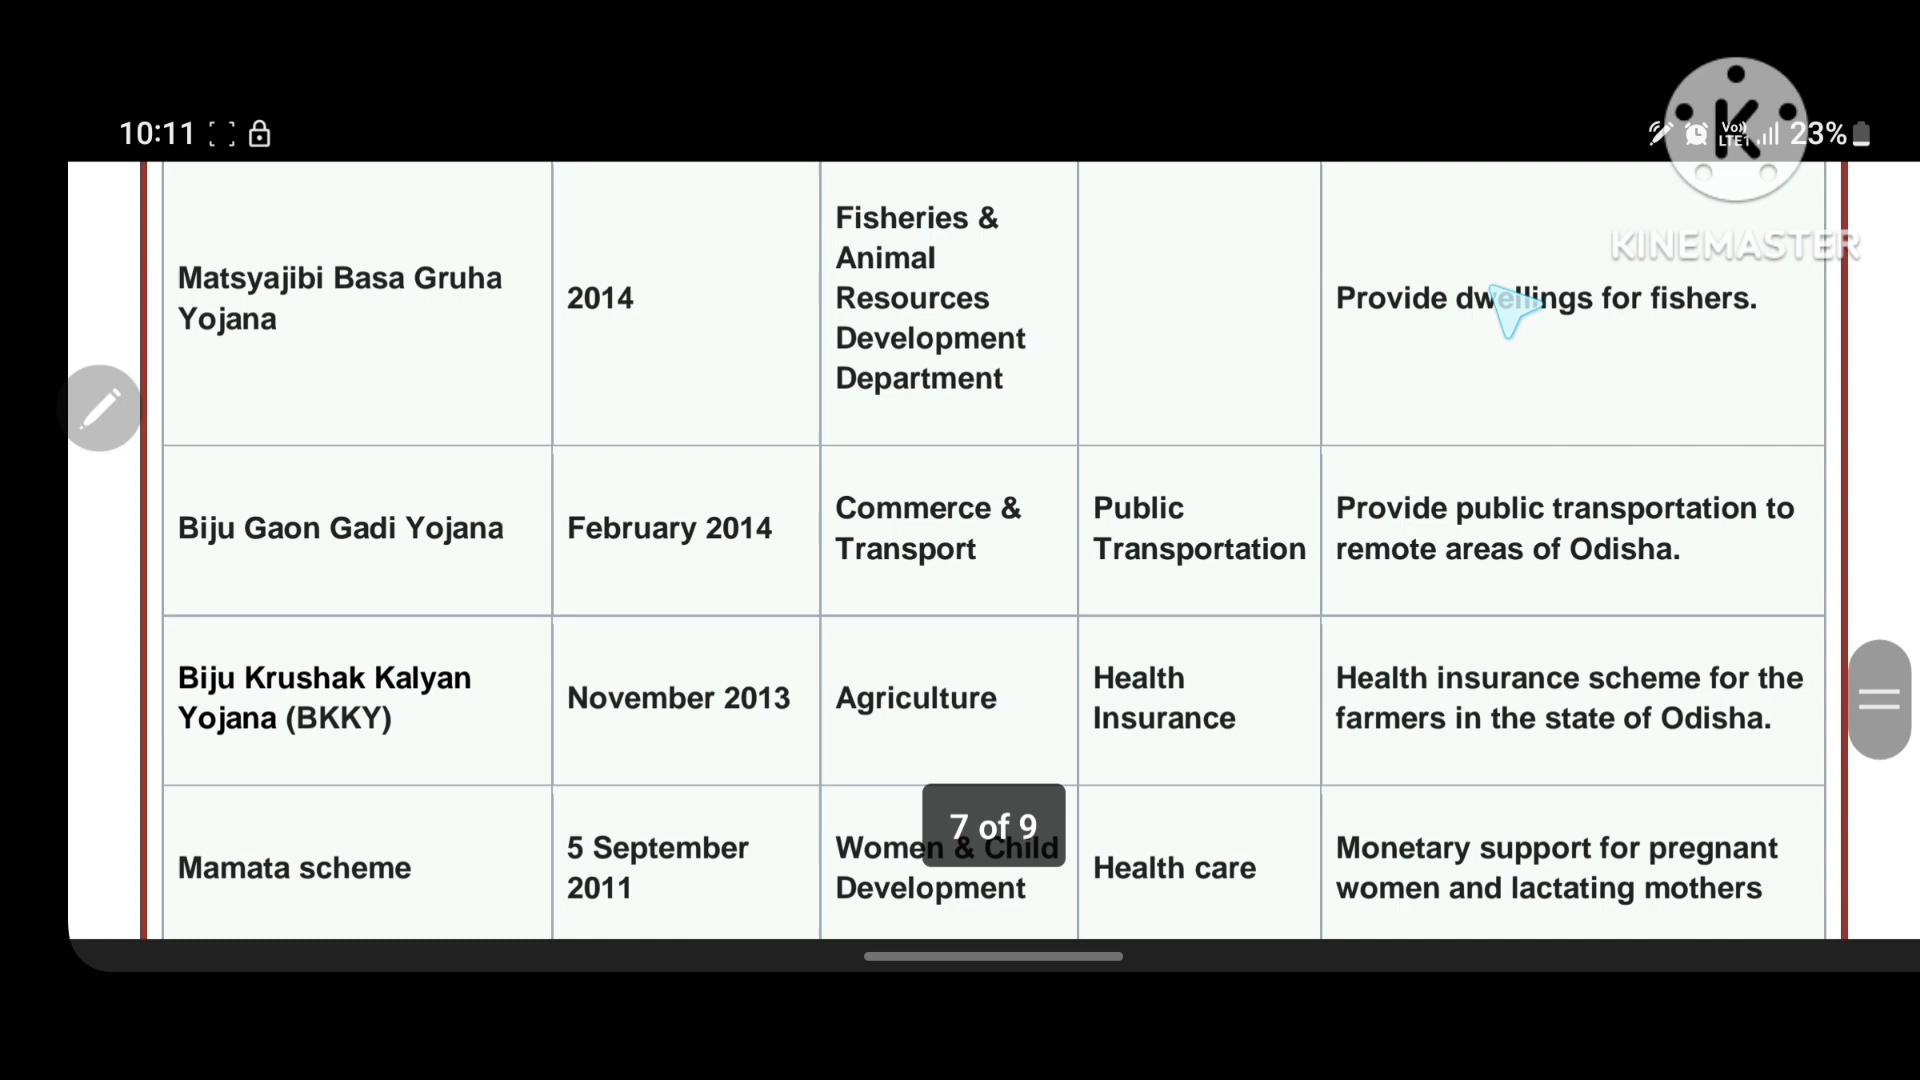 10:11
Vo))
LTE1
23%
K
KINEMASTER
Matsyajibi Basa Gruha
Yojana
2014
Fisheries &
Animal
Resources
Development
Department
Provide dwellings for fishers.
Biju Gaon Gadi Yojana
February 2014
Commerce &
Transport
Public
Transportation
Provide public transportation to
remote areas of Odisha.
Biju Krushak Kalyan
Yojana (BKKY)
November 2013
Agriculture
Health
Insurance
Health insurance scheme for the
farmers in the state of Odisha.
Mamata scheme
5 September
2011
Women & Child
Development
7 of 9
Health care
Monetary support for pregnant
women and lactating mothers